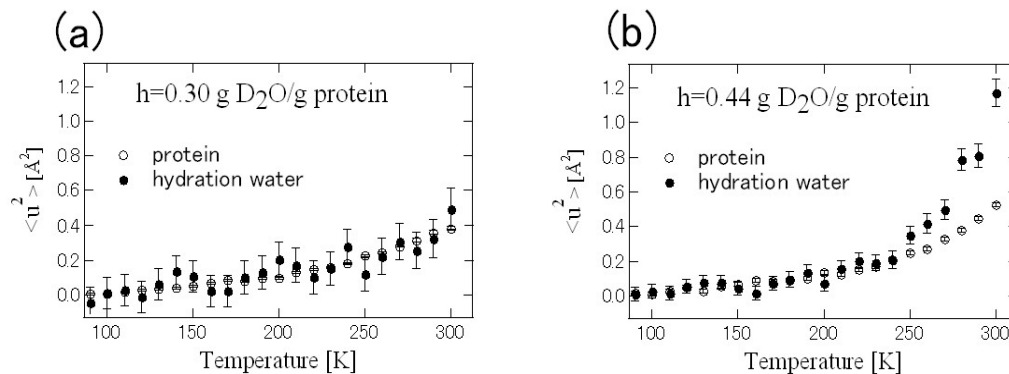 (a)
1.2
1.0
0.8
0.6
0.4
0.2
0.0
<u²> [Å²]
h=0.30 g D₂O/g protein
protein
hydration water
100
150
200
250
300
Temperature [K]
(b)
1.2
1.0
0.8
0.6
0.4
0.2
0.0
<u²> [Å²]
h=0.44 g D₂O/g protein
protein
hydration water
100
150
200
250
300
Temperature [K]